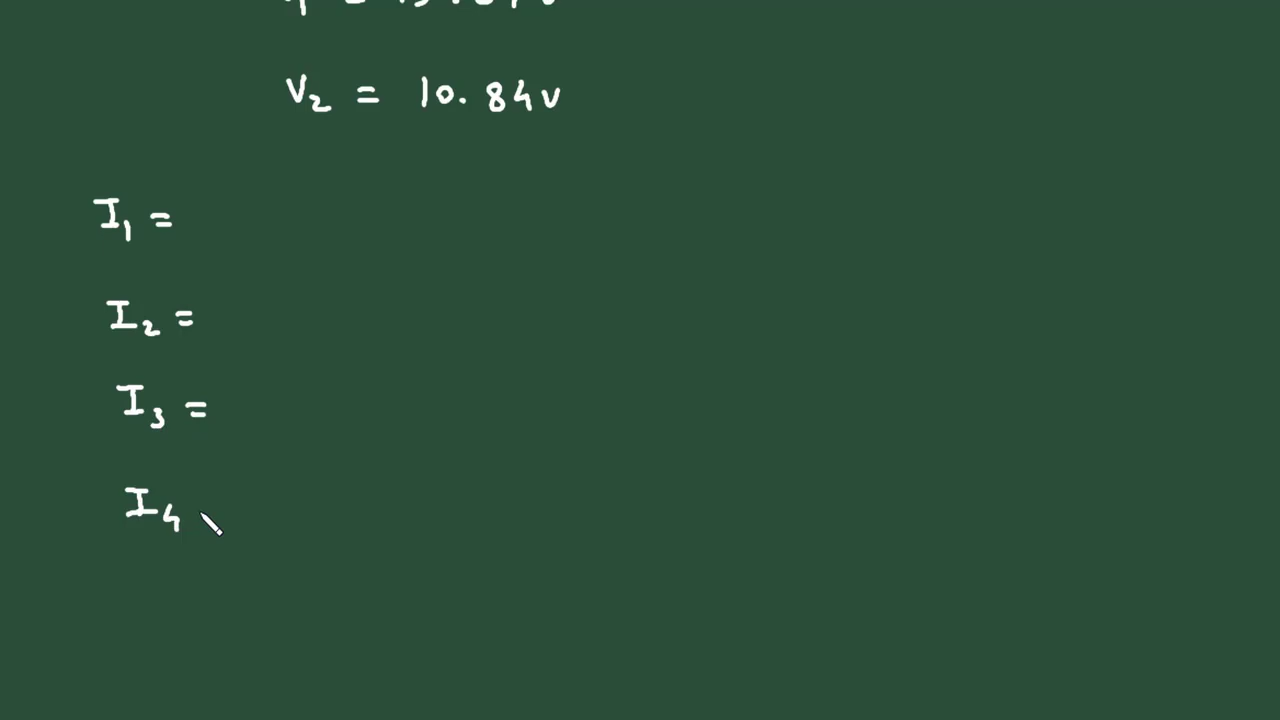 V2 = 10.84v
I1 =
I2 =
I3 =
I4